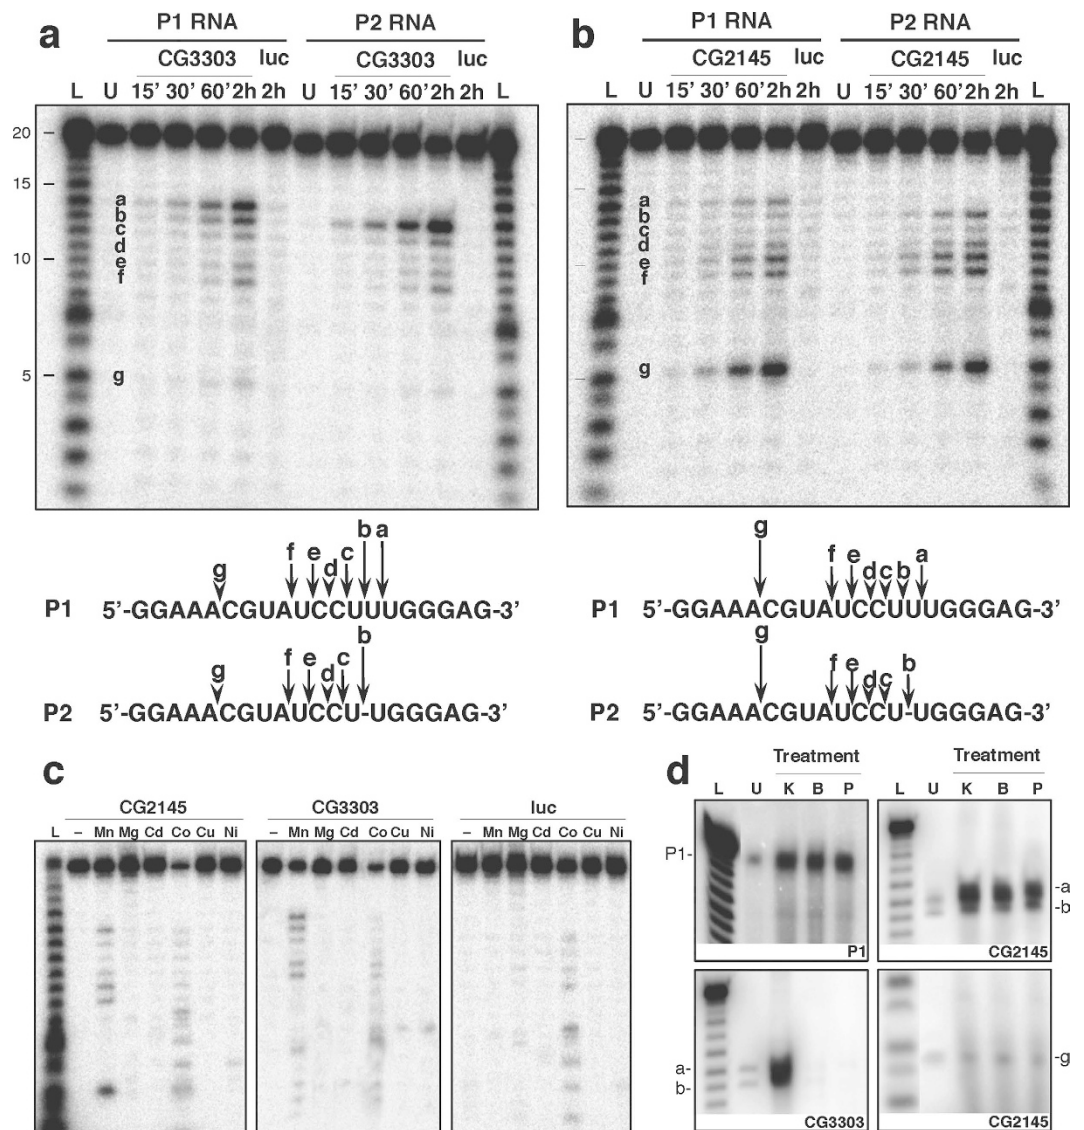 a
P1 RNA P2 RNA
CG3303 luc CG3303 luc
L U 15' 30' 60' 2h 2h U 15' 30' 60' 2h 2h L
20
15
a
b
c
d
10
e
f
5
g
b
P1 RNA P2 RNA
CG2145 luc CG2145 luc
L U 15' 30' 60' 2h 2h U 15' 30' 60' 2h 2h L
a
b
c
d
e
f
g
g f e d c b a
P1 5'-GGAAACGUAUCCUUUGGGAG-3'
g f e d c b
P2 5'-GGAAACGUAUCCU-UGGGAG-3'
g f e d c b a
P1 5'-GGAAACGUAUCCUUUGGGAG-3'
g f e d c b
P2 5'-GGAAACGUAUCCU-UGGGAG-3'
c
CG2145 CG3303 luc
L – Mn Mg Cd Co Cu Ni – Mn Mg Cd Co Cu Ni – Mn Mg Cd Co Cu Ni
d
Treatment Treatment
L U K B P L U K B P
P1-
-a
-b
P1 CG2145
a-
b-
-g
CG3303 CG2145